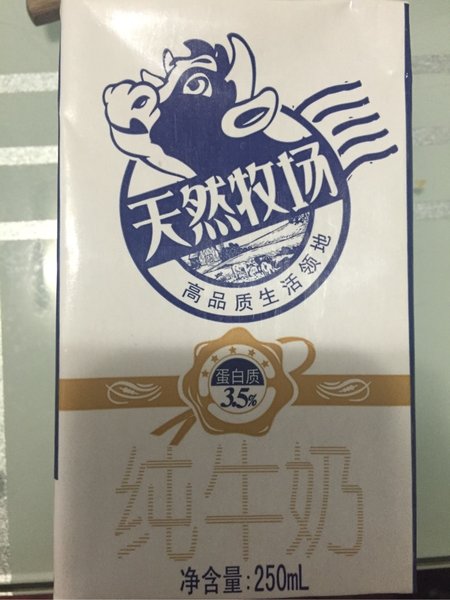 天然牧场
高品质生活领地
蛋白质
3.5%
纯牛奶
净含量:250mL